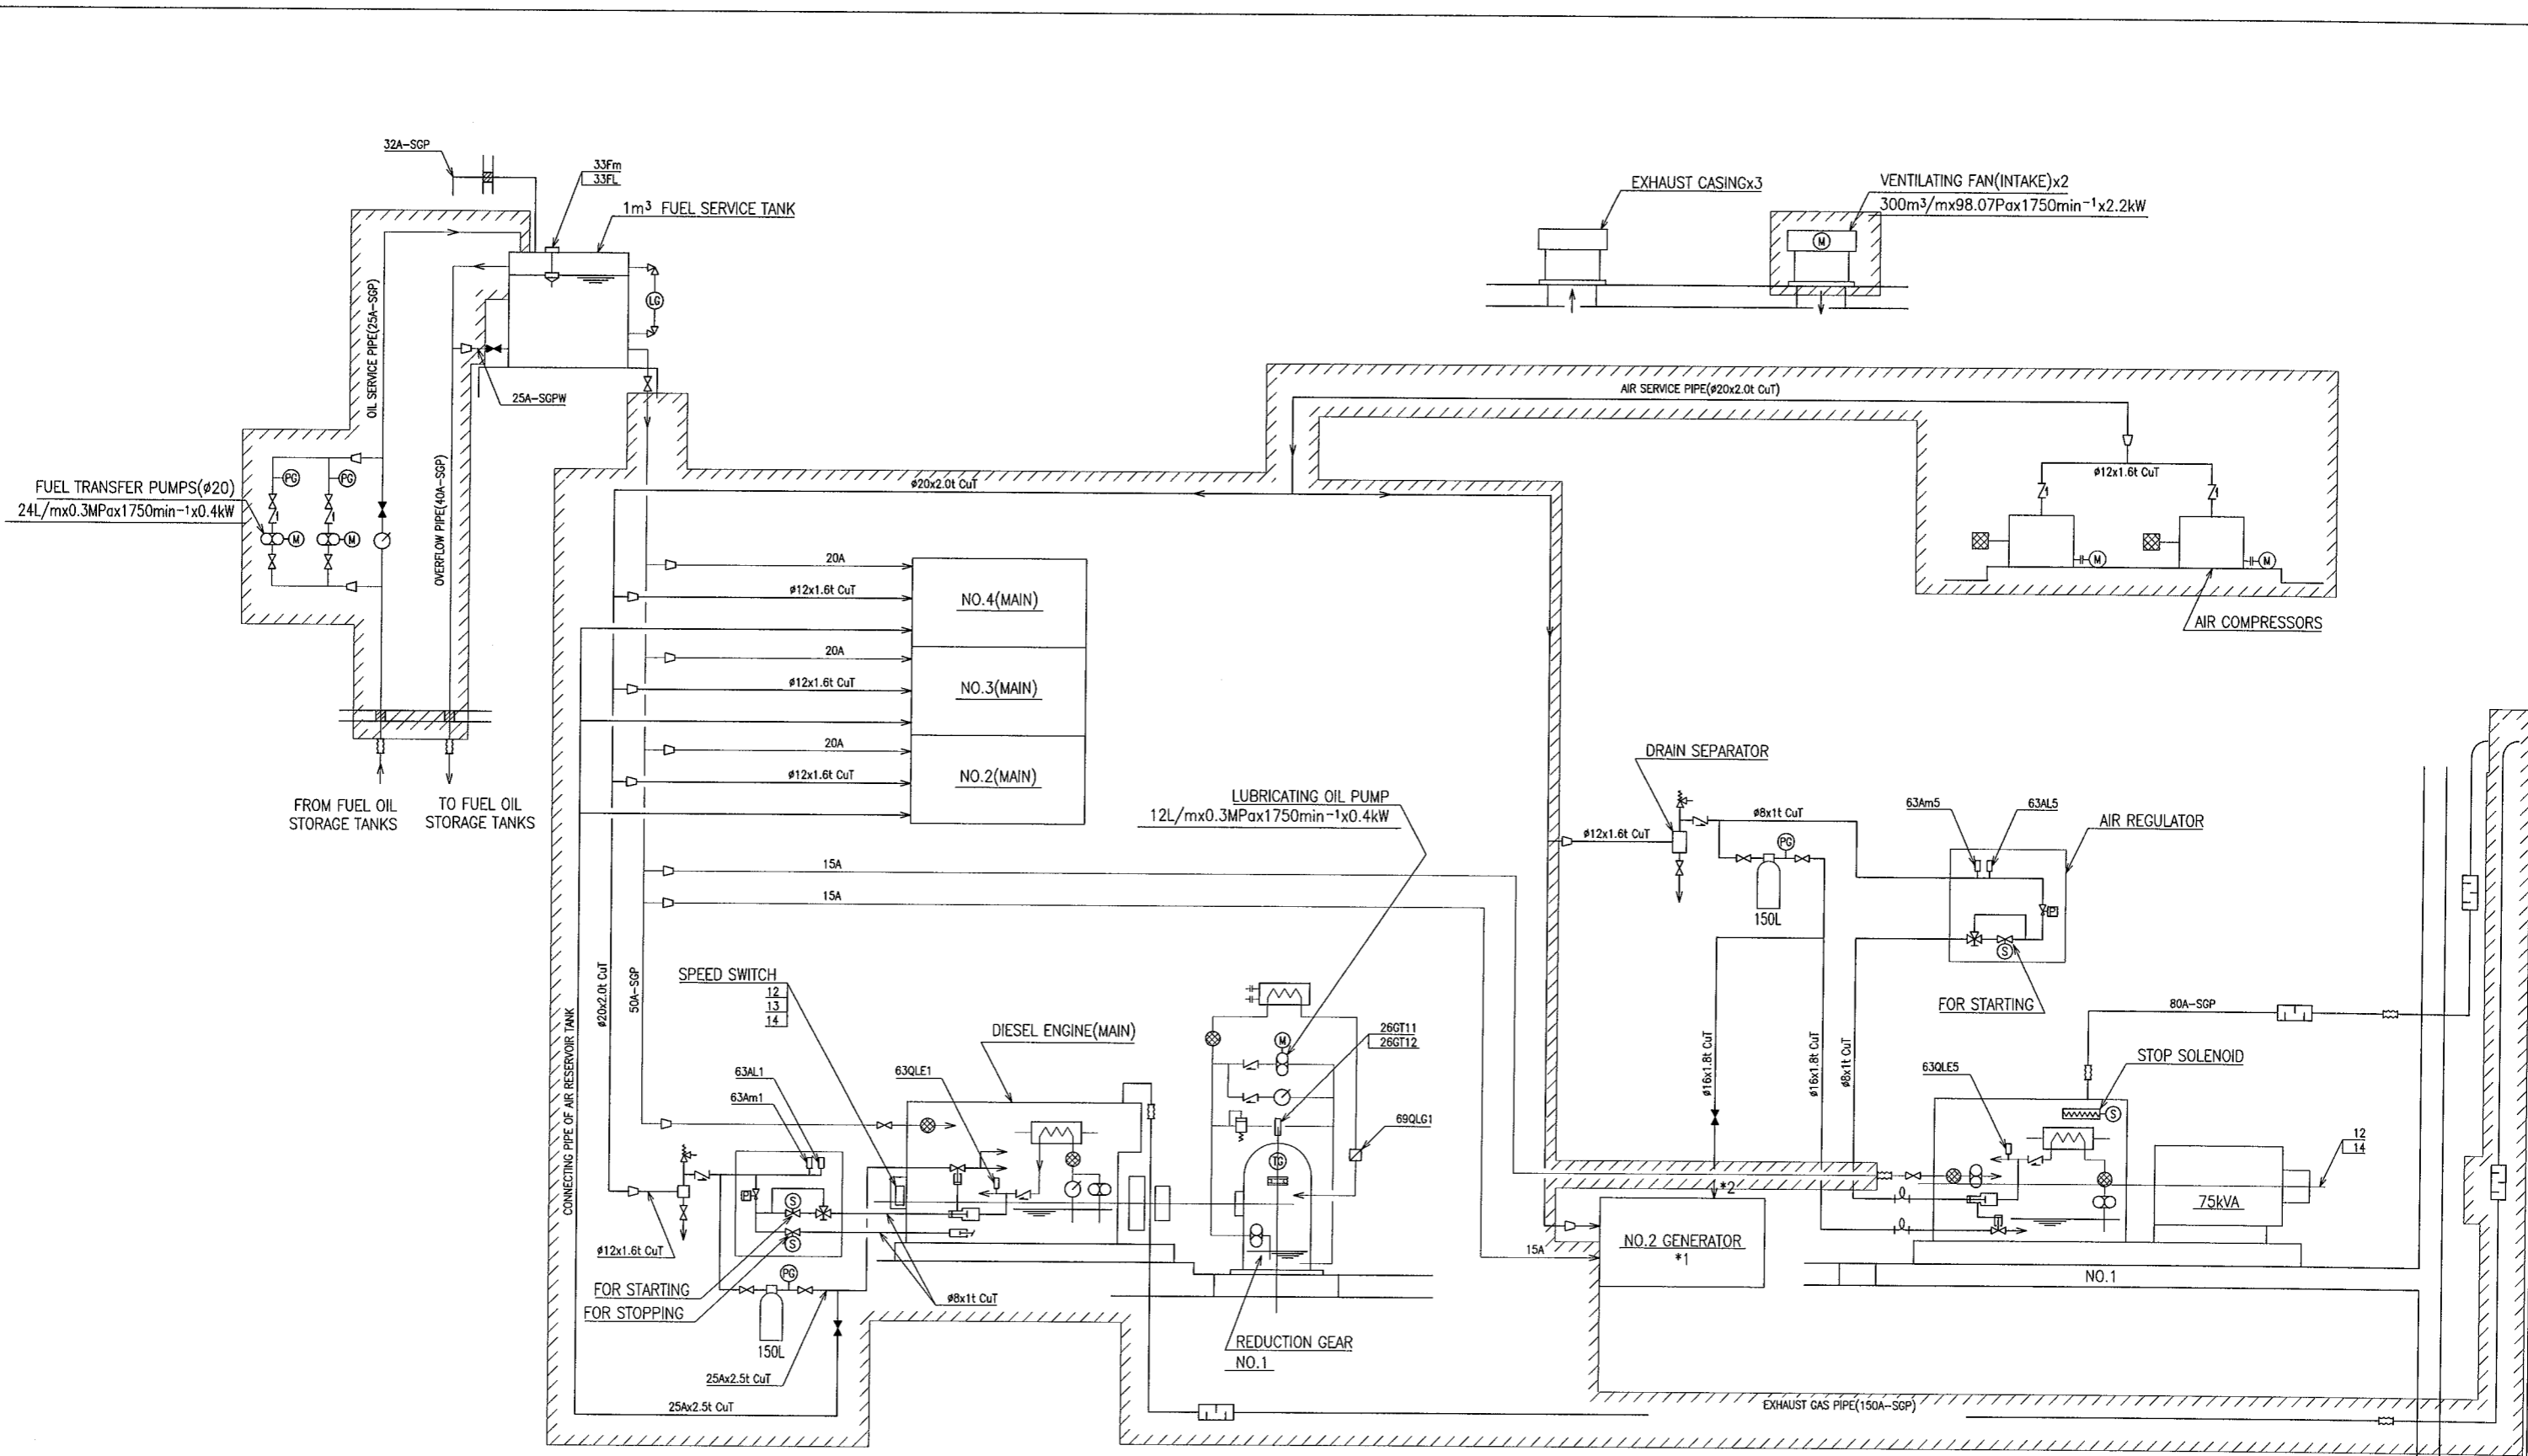 32A-SGP
33Fm
33FL
1m³ FUEL SERVICE TANK
OIL SERVICE PIPE(25A-SGP)
LG
25A-SGPW
OVERFLOW PIPE(40A-SGP)
PG
PG
FUEL TRANSFER PUMPS(ø20)
24L/mx0.3MPax1750min⁻¹x0.4kW
M
M
FROM FUEL OIL
STORAGE TANKS
TO FUEL OIL
STORAGE TANKS
EXHAUST CASINGx3
VENTILATING FAN(INTAKE)x2
300m³/mx98.07Pax1750min⁻¹x2.2kW
M
AIR SERVICE PIPE(ø20x2.0t CuT)
ø12x1.6t CuT
M
M
AIR COMPRESSORS
ø20x2.0t CuT
20A
ø12x1.6t CuT
NO.4(MAIN)
20A
ø12x1.6t CuT
NO.3(MAIN)
20A
ø12x1.6t CuT
NO.2(MAIN)
15A
15A
LUBRICATING OIL PUMP
12L/mx0.3MPax1750min⁻¹x0.4kW
DRAIN SEPARATOR
ø12x1.6t CuT
ø8x1t CuT
PG
150L
63Am5
63AL5
AIR REGULATOR
P
S
FOR STARTING
CONNECTING PIPE OF AIR RESERVOIR TANK
ø20x2.0t CuT
50A-SGP
SPEED SWITCH
12
13
14
DIESEL ENGINE(MAIN)
63AL1
63Am1
63QLE1
P
S
S
ø12x1.6t CuT
FOR STARTING
FOR STOPPING
PG
150L
ø8x1t CuT
25Ax2.5t CuT
25Ax2.5t CuT
M
26GT11
26GT12
69QLG1
TG
REDUCTION GEAR
NO.1
ø16x1.8t CuT
ø16x1.8t CuT
ø8x1t CuT
*2
15A
NO.2 GENERATOR
*1
80A-SGP
STOP SOLENOID
63QLE5
S
75kVA
12
14
NO.1
EXHAUST GAS PIPE(150A-SGP)